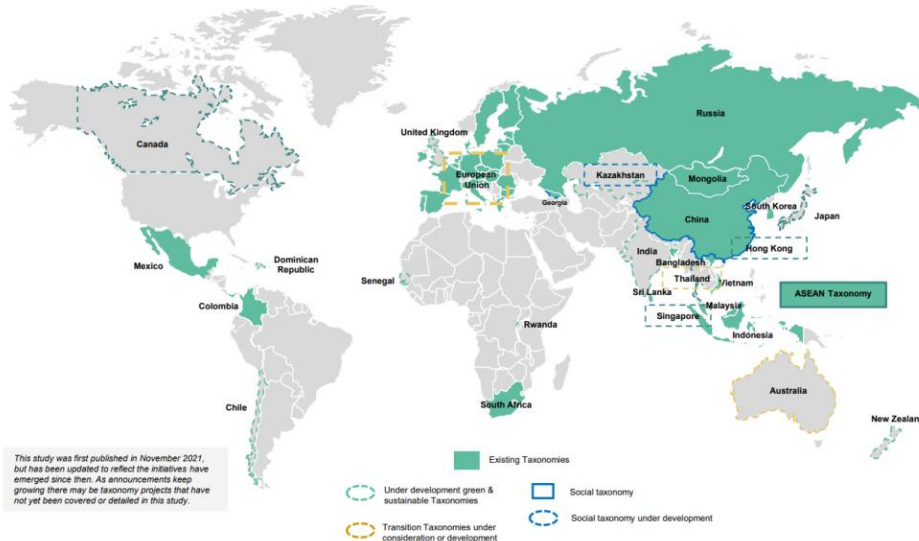 Russia
Canada
United Kingdom
European
Union
Kazakhstan
Mongolia
Georgia
South Korea
Japan
China
Hong Kong
India
Bangladesh
Mexico
Dominican
Republic
Senegal
Thailand
Vietnam
Sri Lanka
ASEAN Taxonomy
Colombia
Malaysia
Singapore
Rwanda
Indonesia
Australia
Chile
South Africa
New Zealan
This study was first published in November 2021,
but has been updated to reflect the initiatives have
emerged since then. As announcements keep
growing there may be taxonomy projects that have
not yet been covered or detailed in this study.
Existing Taxonomies
Under development green &
sustainable Taxonomies
Social taxonomy
Transition Taxonomies under
consideration or development
Social taxonomy under development